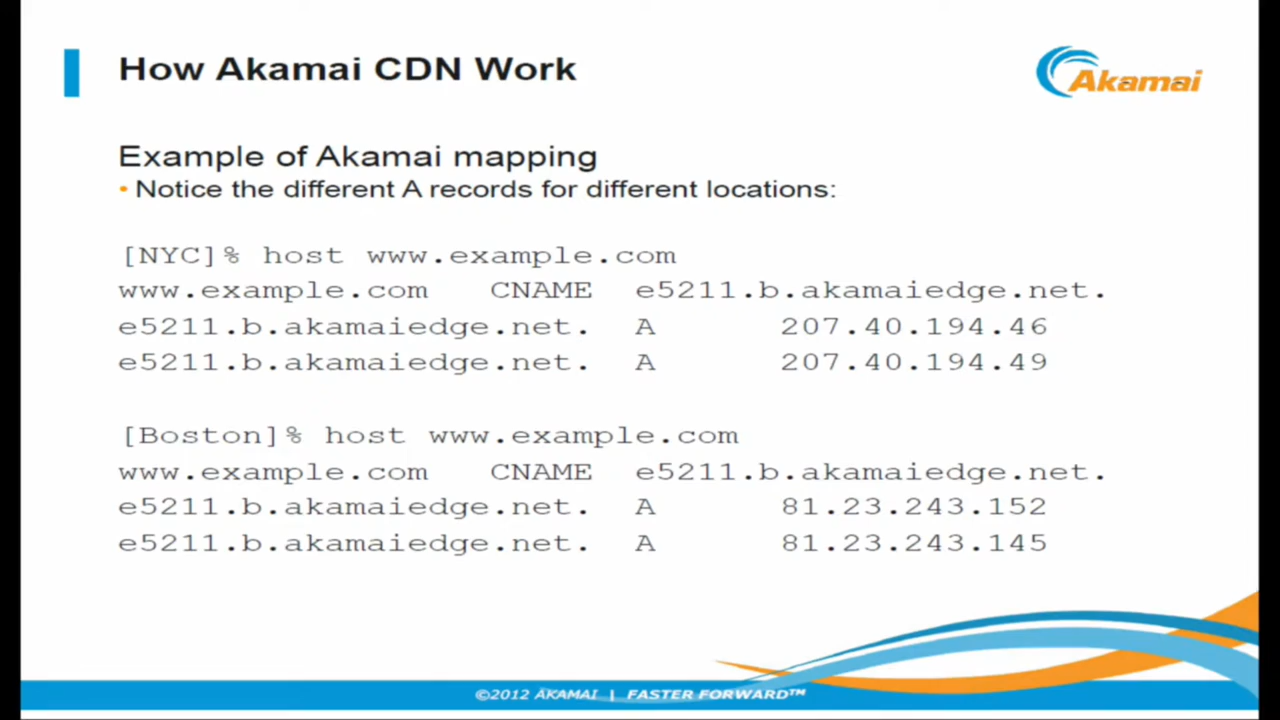 How Akamai CDN Work
Akamai
Example of Akamai mapping
• Notice the different A records for different locations:
[NYC]% host www.example.com
www.example.com CNAME e5211.b.akamaiedge.net.
e5211.b.akamaiedge.net. A 207.40.194.46
e5211.b.akamaiedge.net. A 207.40.194.49
[Boston]% host www.example.com
www.example.com CNAME e5211.b.akamaiedge.net.
e5211.b.akamaiedge.net. A 81.23.243.152
e5211.b.akamaiedge.net. A 81.23.243.145
©2012 AKAMAI | FASTER FORWARD™